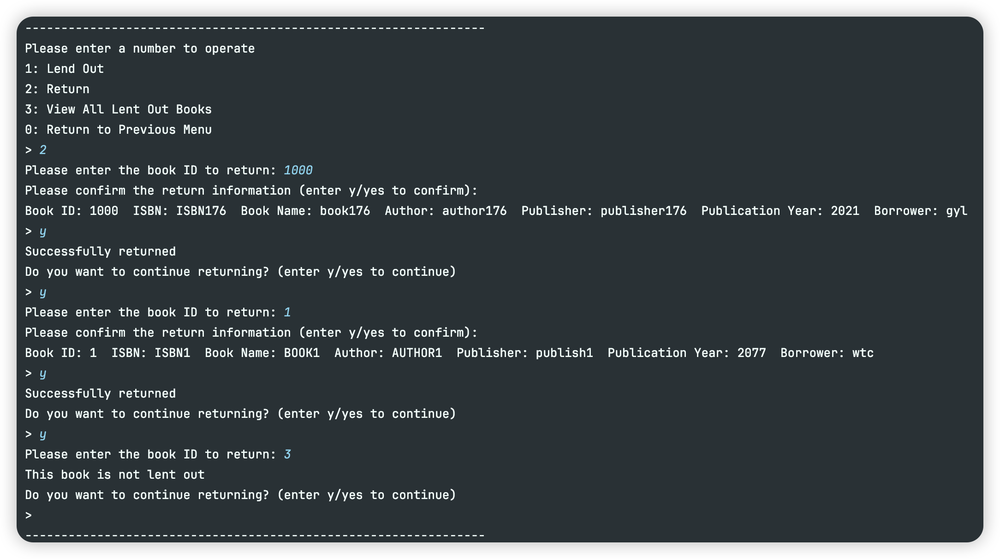 ----------------------------------------------------------------
Please enter a number to operate
1: Lend Out
2: Return
3: View All Lent Out Books
0: Return to Previous Menu
> 2
Please enter the book ID to return: 1000
Please confirm the return information (enter y/yes to confirm):
Book ID: 1000  ISBN: ISBN176  Book Name: book176  Author: author176  Publisher: publisher176  Publication Year: 2021  Borrower: gyl
> y
Successfully returned
Do you want to continue returning? (enter y/yes to continue)
> y
Please enter the book ID to return: 1
Please confirm the return information (enter y/yes to confirm):
Book ID: 1  ISBN: ISBN1  Book Name: BOOK1  Author: AUTHOR1  Publisher: publish1  Publication Year: 2077  Borrower: wtc
> y
Successfully returned
Do you want to continue returning? (enter y/yes to continue)
> y
Please enter the book ID to return: 3
This book is not lent out
Do you want to continue returning? (enter y/yes to continue)
>
----------------------------------------------------------------